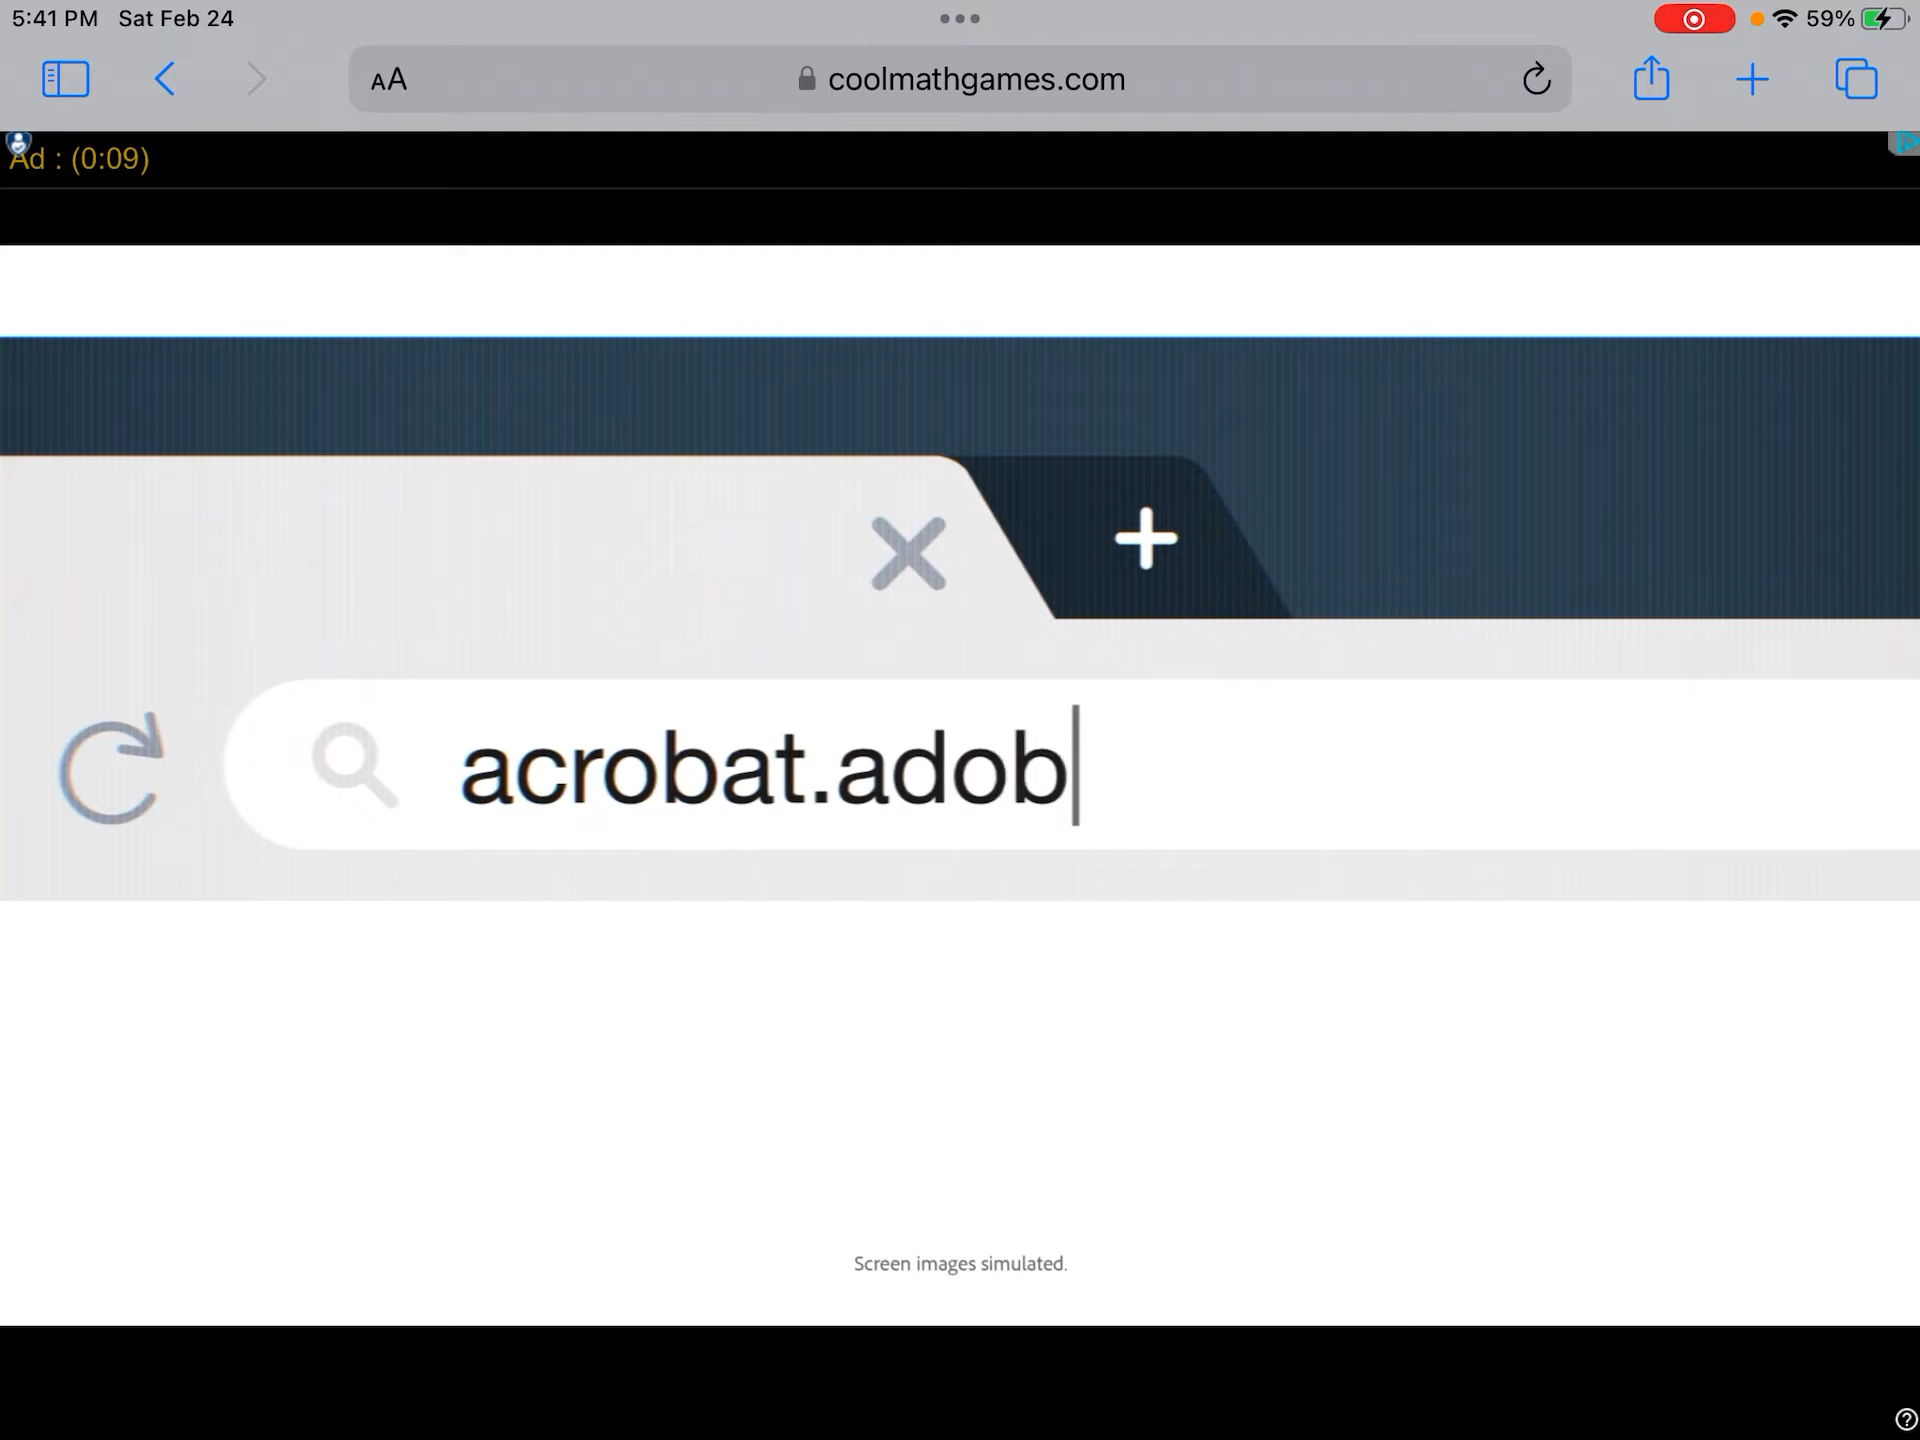 5:41 PM Sat Feb 24
59%
AA coolmathgames.com
Ad : (0:09)
acrobat.adob
Screen images simulated.